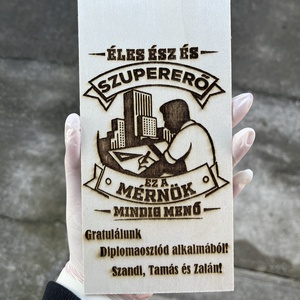 ÉLES ÉSZ ÉS
SZUPERERŐ
EZ A
MÉRNÖK
MINDIG MENŐ
Gratulálunk
Diplomaosztód alkalmából!
Szandi, Tamás és Zalán!